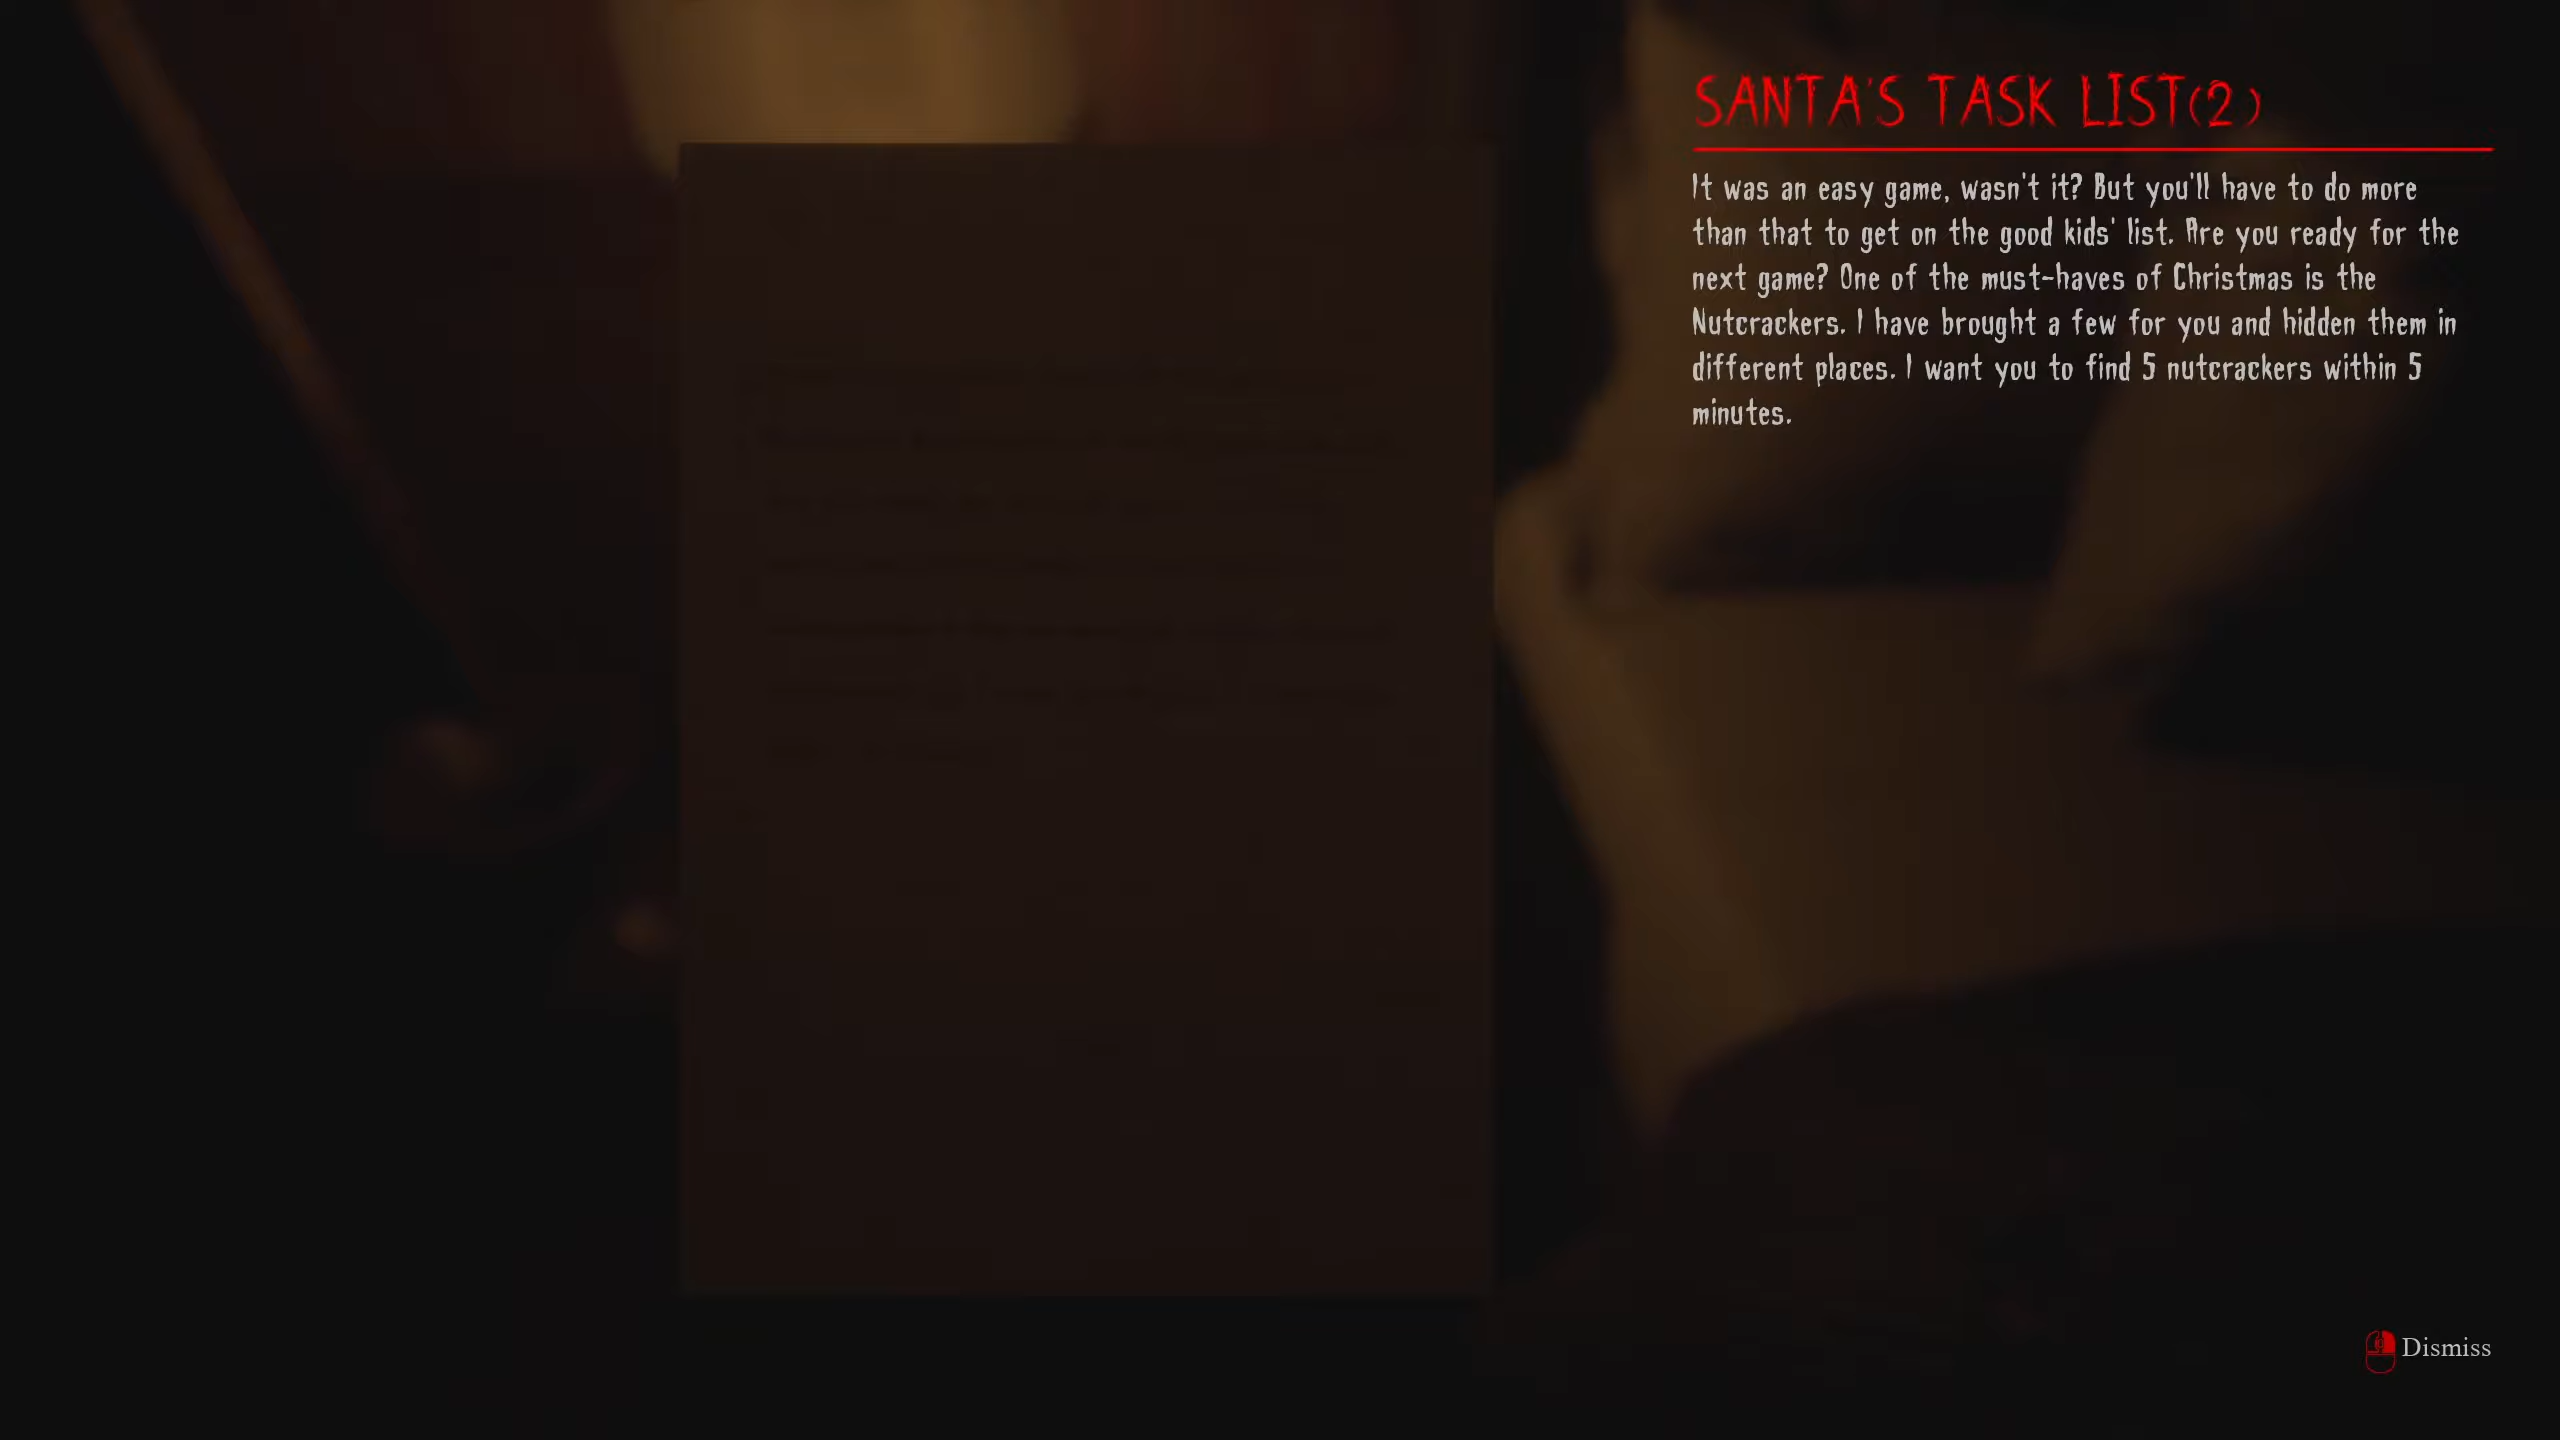 SANTA'S TASK LIST(2)
It was an easy game, wasn't it? But you'll have to do more
than that to get on the good kids' list. Are you ready for the
next game? One of the must-haves of Christmas is the
Nutcrackers. I have brought a few for you and hidden them in
different places. I want you to find 5 nutcrackers within 5
minutes.
Dismiss